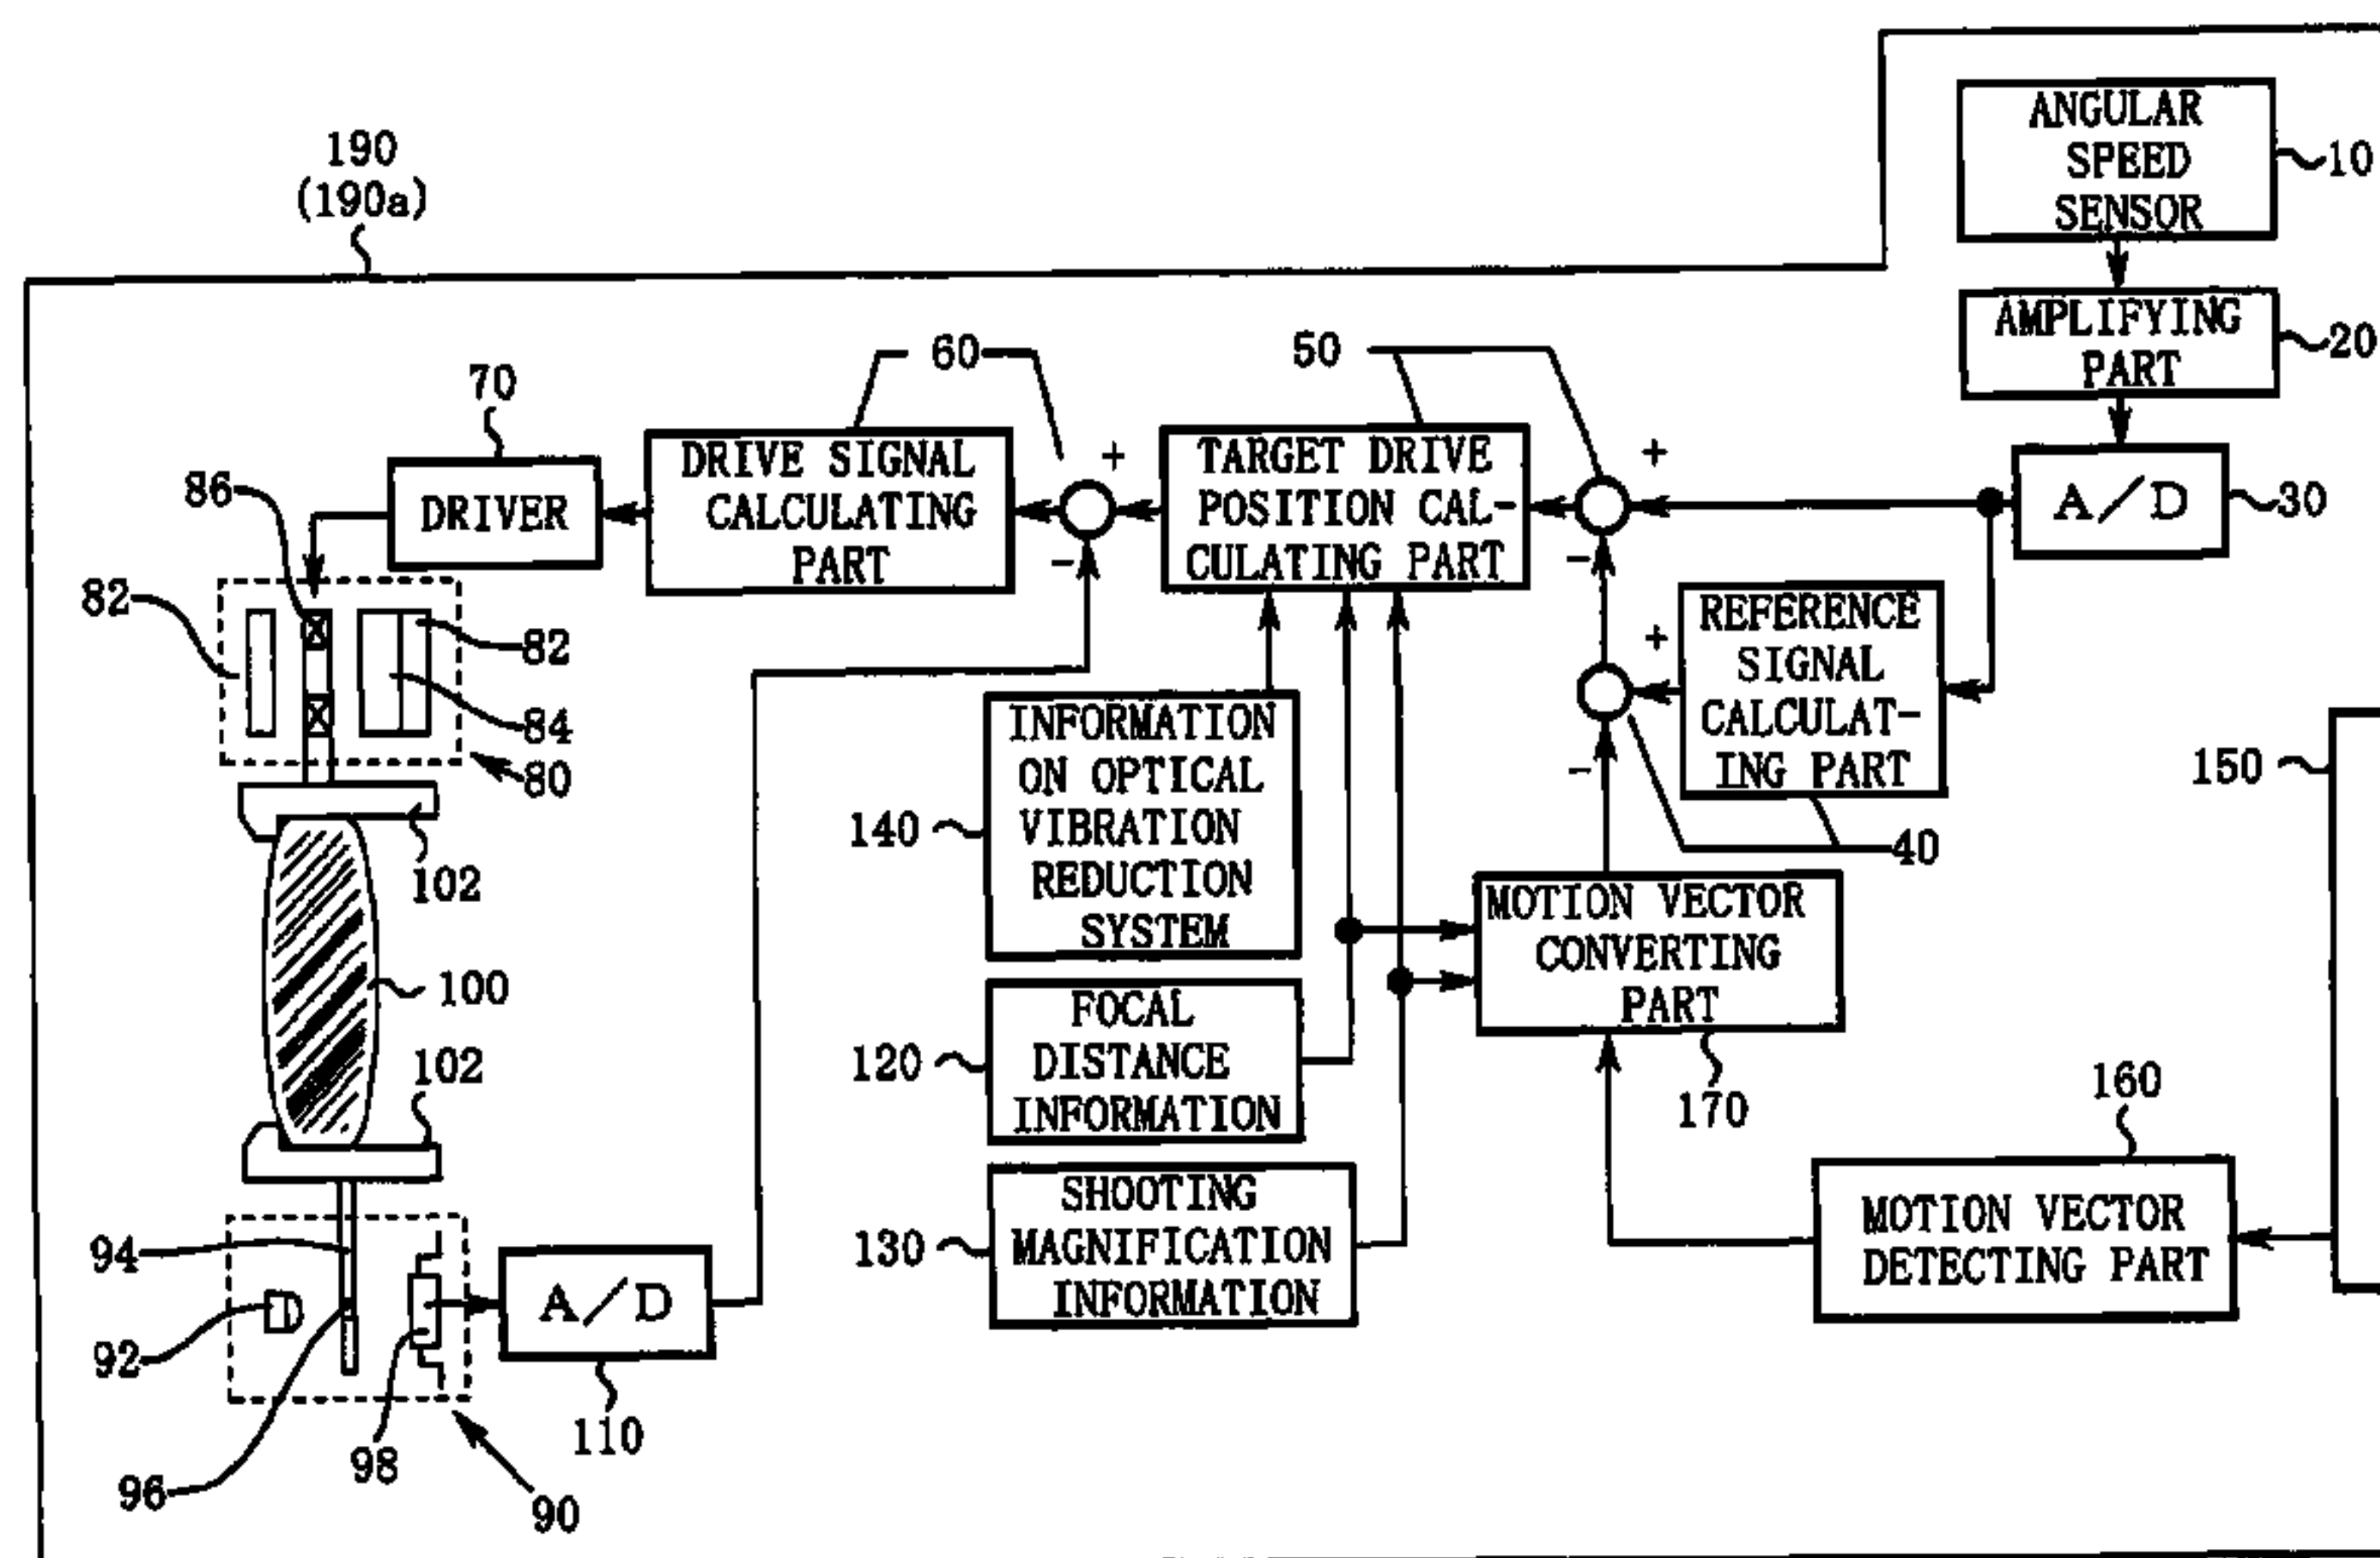 190
(190a)
ANGULAR
SPEED
SENSOR
10
AMPLIFYING
PART
20
A/D
30
60
50
70
DRIVER
DRIVE SIGNAL
CALCULATING
PART
+
-
TARGET DRIVE
POSITION CAL-
CULATING PART
+
-
86
82
82
84
80
REFERENCE
SIGNAL
CALCULAT-
ING PART
+
-
40
150
INFORMATION
ON OPTICAL
VIBRATION
REDUCTION
SYSTEM
140
102
100
102
MOTION VECTOR
CONVERTING
PART
170
FOCAL
DISTANCE
INFORMATION
120
160
MOTION VECTOR
DETECTING PART
SHOOTING
MAGNIFICATION
INFORMATION
130
94
92
96
98
90
A/D
110